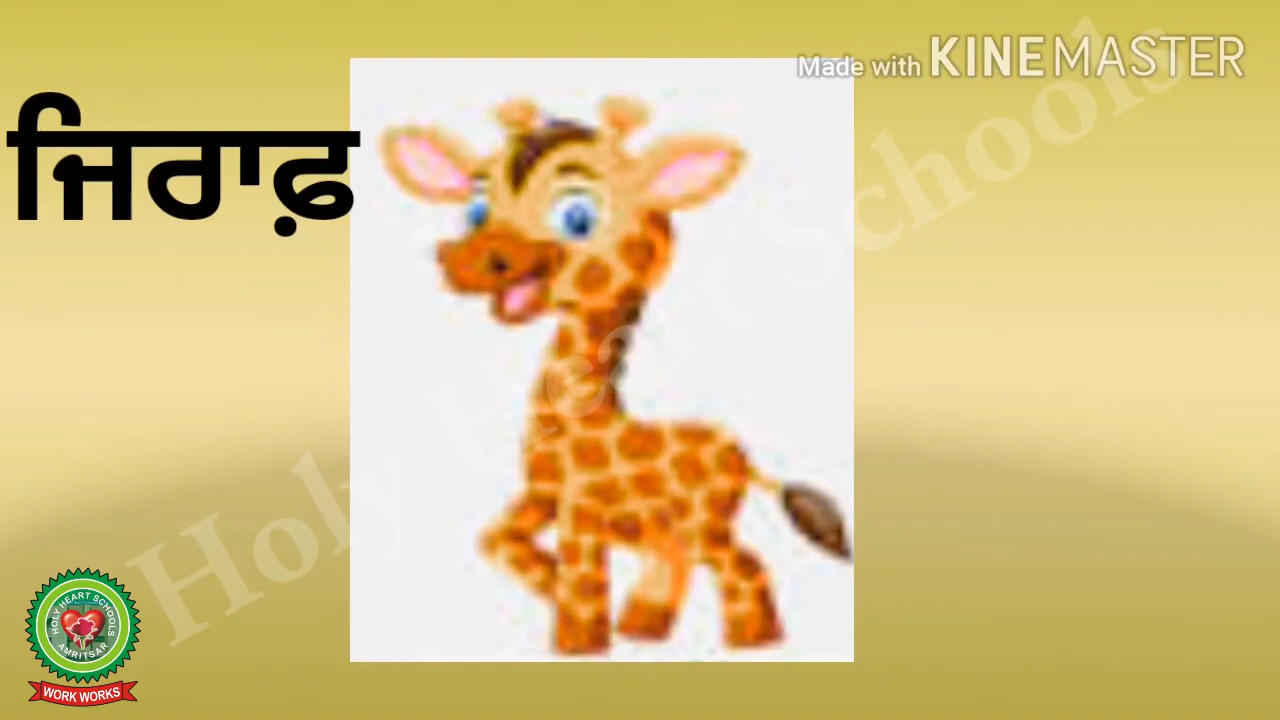 Made with KINEMASTER
ਜਿਰਾਫ਼
Holy Heart Schools
HOLY HEART SCHOOLS
AMRITSAR
WORK WORKS